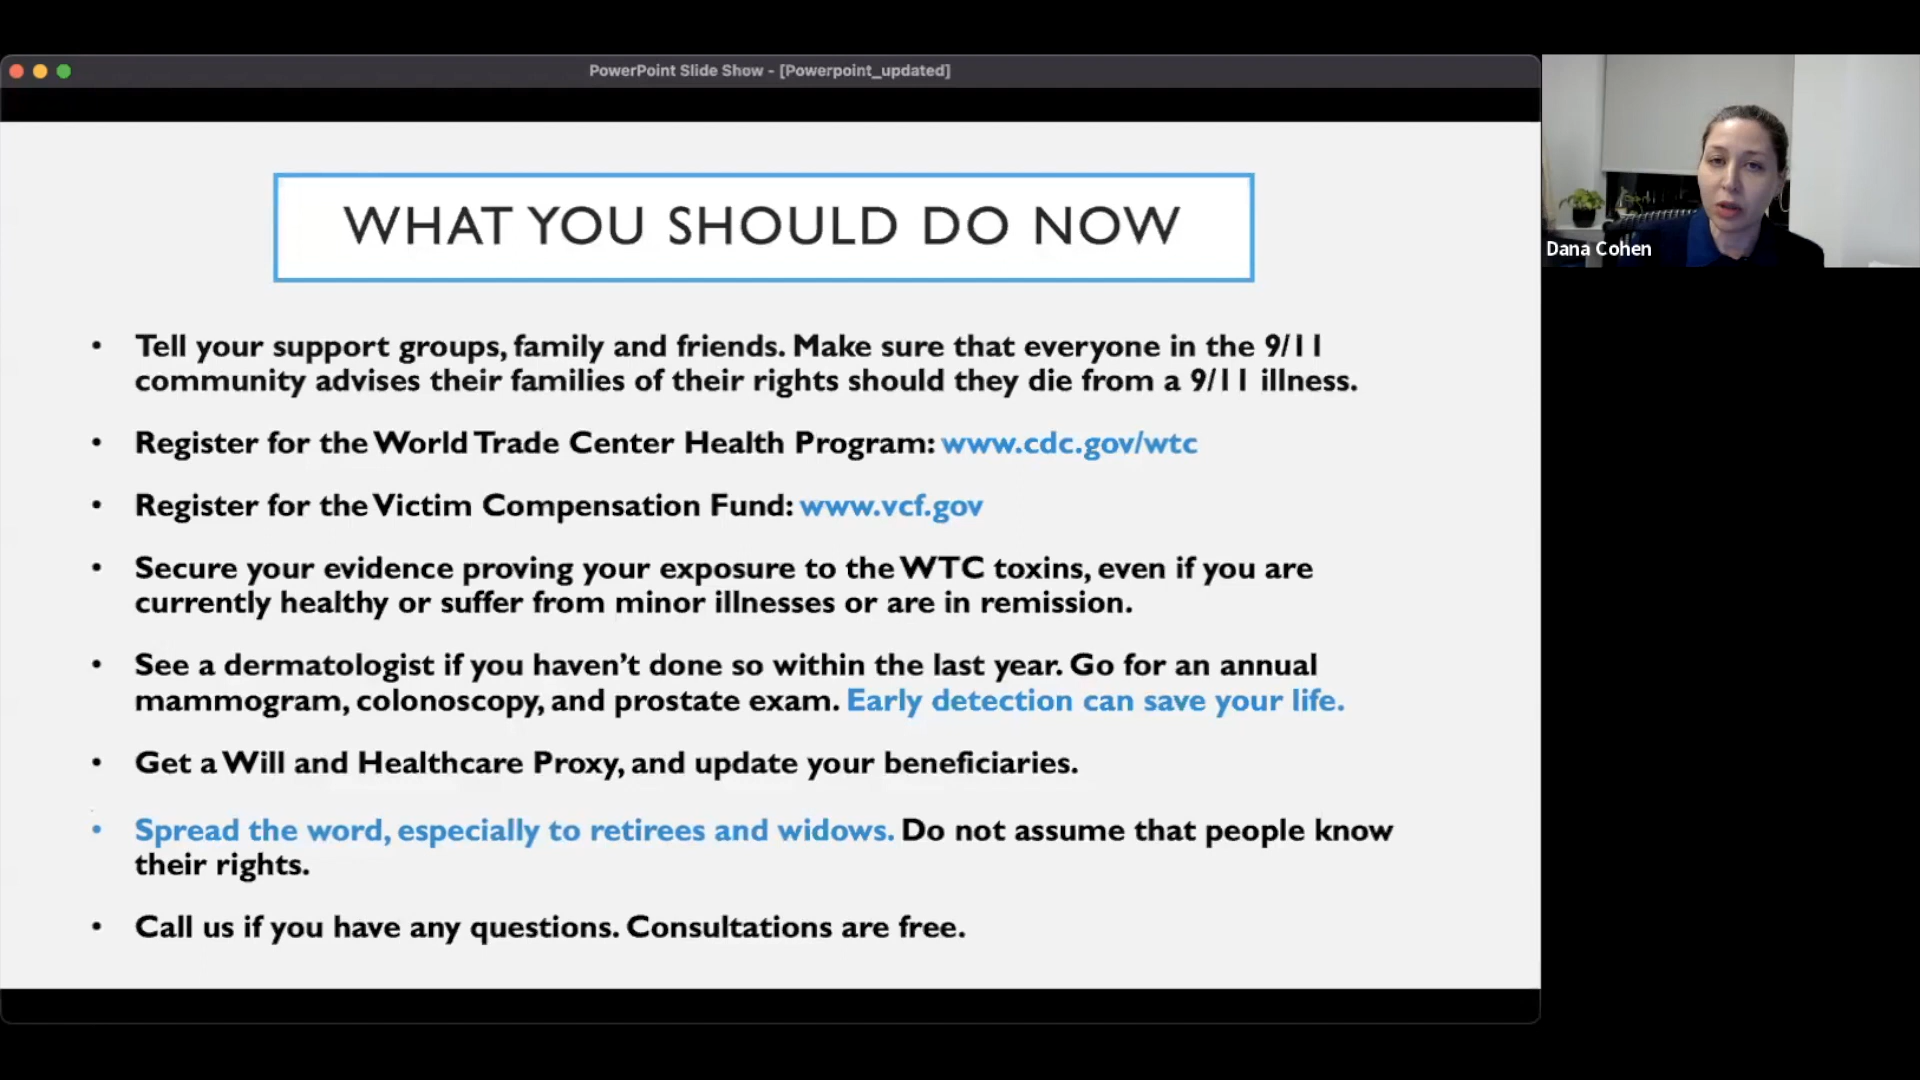 PowerPoint Slide Show - [Powerpoint_updated]
WHAT YOU SHOULD DO NOW
Dana Cohen
• Tell your support groups, family and friends. Make sure that everyone in the 9/11
community advises their families of their rights should they die from a 9/11 illness.
• Register for the World Trade Center Health Program: www.cdc.gov/wtc
• Register for the Victim Compensation Fund: www.vcf.gov
• Secure your evidence proving your exposure to the WTC toxins, even if you are
currently healthy or suffer from minor illnesses or are in remission.
• See a dermatologist if you haven't done so within the last year. Go for an annual
mammogram, colonoscopy, and prostate exam. Early detection can save your life.
• Get a Will and Healthcare Proxy, and update your beneficiaries.
• Spread the word, especially to retirees and widows. Do not assume that people know
their rights.
• Call us if you have any questions. Consultations are free.